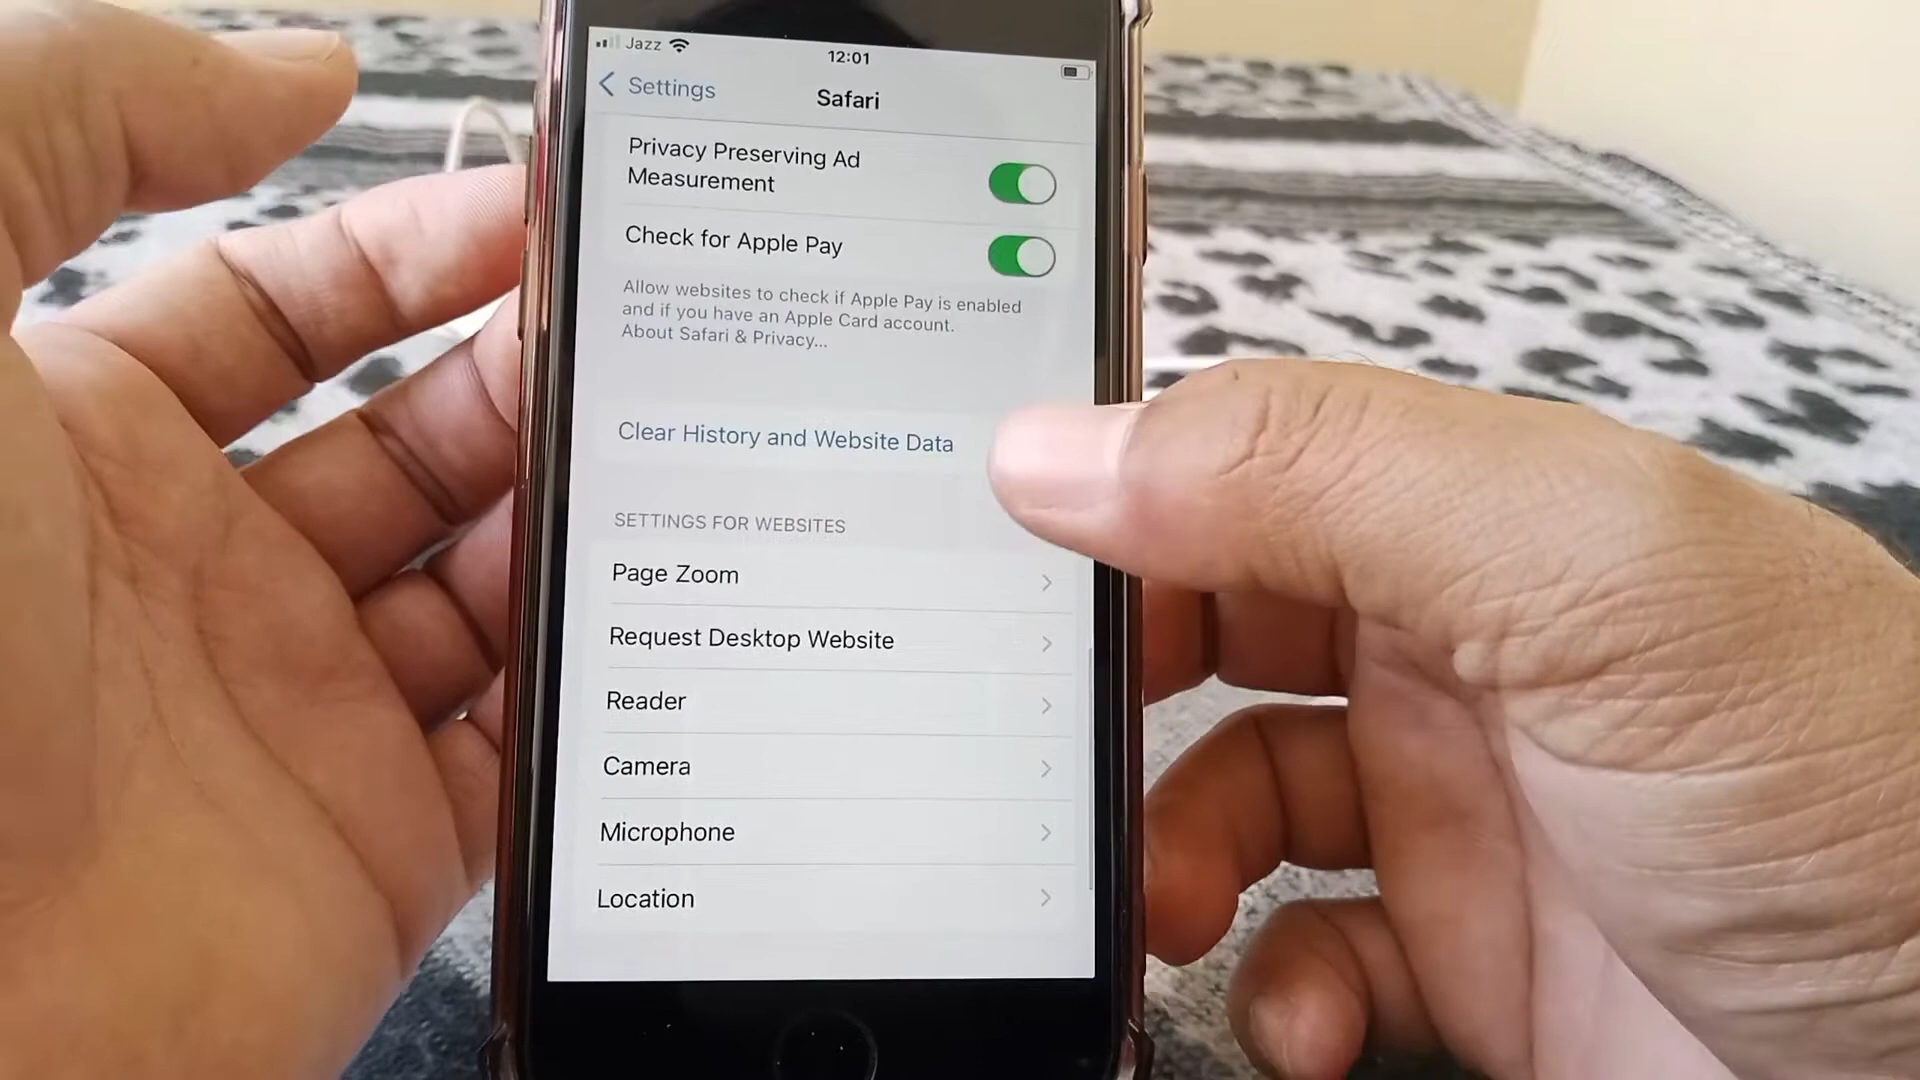 Jazz
12:01
Settings
Safari
Privacy Preserving Ad
Measurement
Check for Apple Pay
Allow websites to check if Apple Pay is enabled
and if you have an Apple Card account.
About Safari & Privacy...
Clear History and Website Data
SETTINGS FOR WEBSITES
Page Zoom
Request Desktop Website
Reader
Camera
Microphone
Location